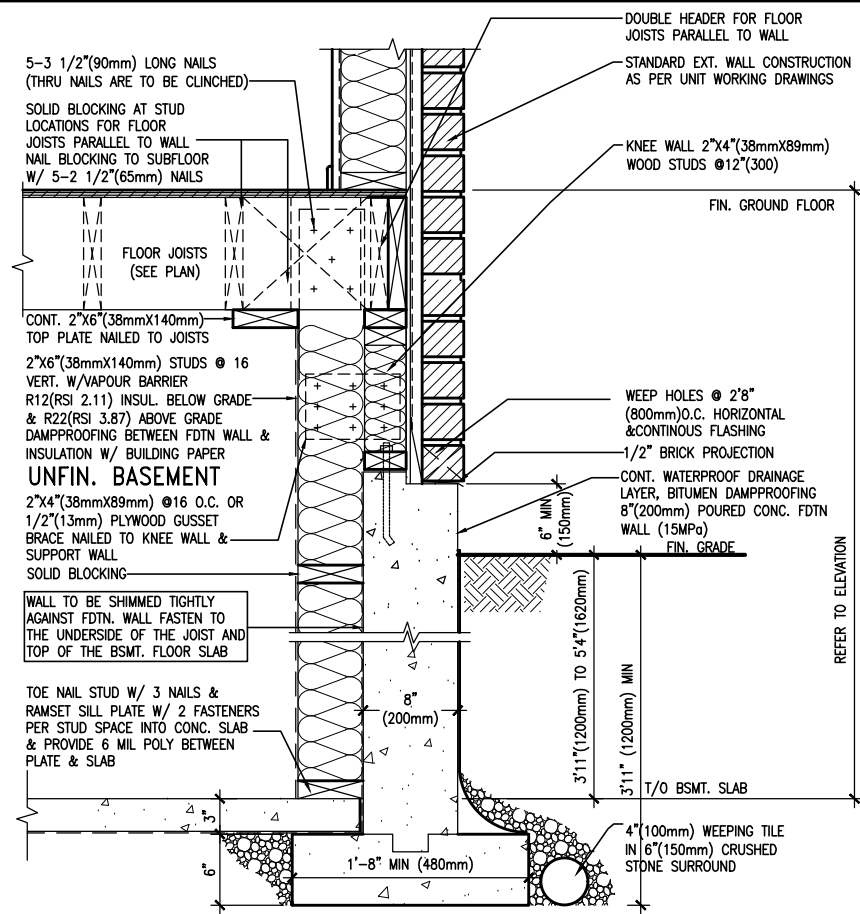 5-3 1/2"(90mm) LONG NAILS
(THRU NAILS ARE TO BE CLINCHED)
SOLID BLOCKING AT STUD
LOCATIONS FOR FLOOR
JOISTS PARALLEL TO WALL
NAIL BLOCKING TO SUBFLOOR
W/ 5-2 1/2"(65mm) NAILS
FLOOR JOISTS
(SEE PLAN)
CONT. 2"X6"(38mmX140mm)
TOP PLATE NAILED TO JOISTS
2"X6"(38mmX140mm) STUDS @ 16
VERT. W/VAPOUR BARRIER
R12(RSI 2.11) INSUL. BELOW GRADE
& R22(RSI 3.87) ABOVE GRADE
DAMPPROOFING BETWEEN FDTN WALL &
INSULATION W/ BUILDING PAPER
UNFIN. BASEMENT
2"X4"(38mmX89mm) @16 O.C. OR
1/2"(13mm) PLYWOOD GUSSET
BRACE NAILED TO KNEE WALL &
SUPPORT WALL
SOLID BLOCKING
WALL TO BE SHIMMED TIGHTLY
AGAINST FDTN. WALL FASTEN TO
THE UNDERSIDE OF THE JOIST AND
TOP OF THE BSMT. FLOOR SLAB
TOE NAIL STUD W/ 3 NAILS &
RAMSET SILL PLATE W/ 2 FASTENERS
PER STUD SPACE INTO CONC. SLAB
& PROVIDE 6 MIL POLY BETWEEN
PLATE & SLAB
DOUBLE HEADER FOR FLOOR
JOISTS PARALLEL TO WALL
STANDARD EXT. WALL CONSTRUCTION
AS PER UNIT WORKING DRAWINGS
KNEE WALL 2"X4"(38mmX89mm)
WOOD STUDS @12"(300)
FIN. GROUND FLOOR
WEEP HOLES @ 2'8"
(800mm)O.C. HORIZONTAL
&CONTINOUS FLASHING
1/2" BRICK PROJECTION
CONT. WATERPROOF DRAINAGE
LAYER, BITUMEN DAMPPROOFING
8"(200mm) POURED CONC. FDTN
WALL (15MPa)
FIN. GRADE
6" MIN
(150mm)
REFER TO ELEVATION
3'11"(1200mm) TO 5'4"(1620mm)
3'11" (1200mm) MIN
8"
(200mm)
T/O BSMT. SLAB
3"
6"
1'-8" MIN (480mm)
4"(100mm) WEEPING TILE
IN 6"(150mm) CRUSHED
STONE SURROUND